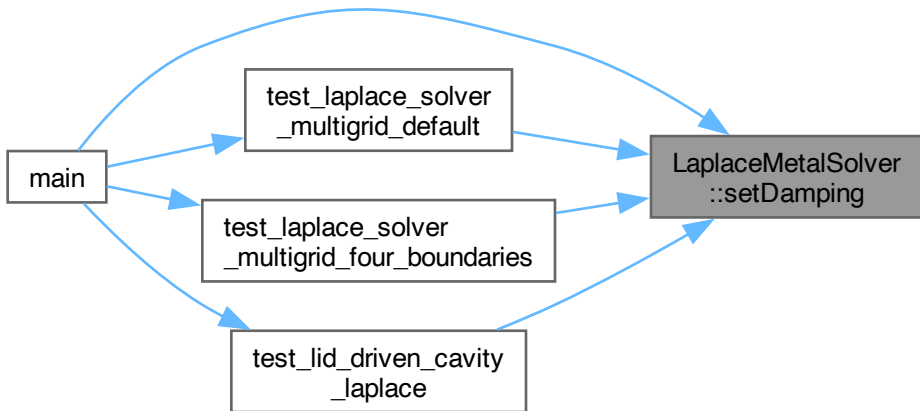 main
test_laplace_solver
_multigrid_default
test_laplace_solver
_multigrid_four_boundaries
test_lid_driven_cavity
_laplace
LaplaceMetalSolver
::setDamping